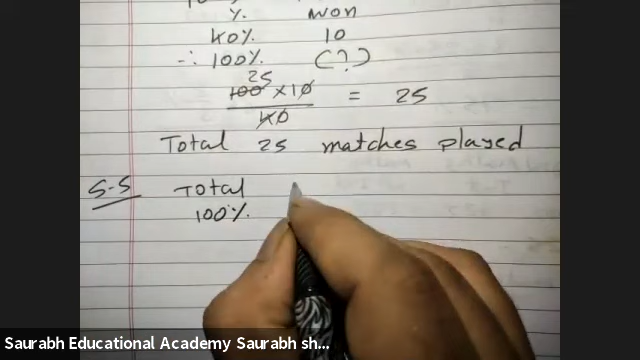 %. Won
40%. 10
∴ 100%. (?)
25
100 × 10 = 25
40
Total 25 matches played
S-S Total
100%.
Saurabh Educational Academy Saurabh sh...